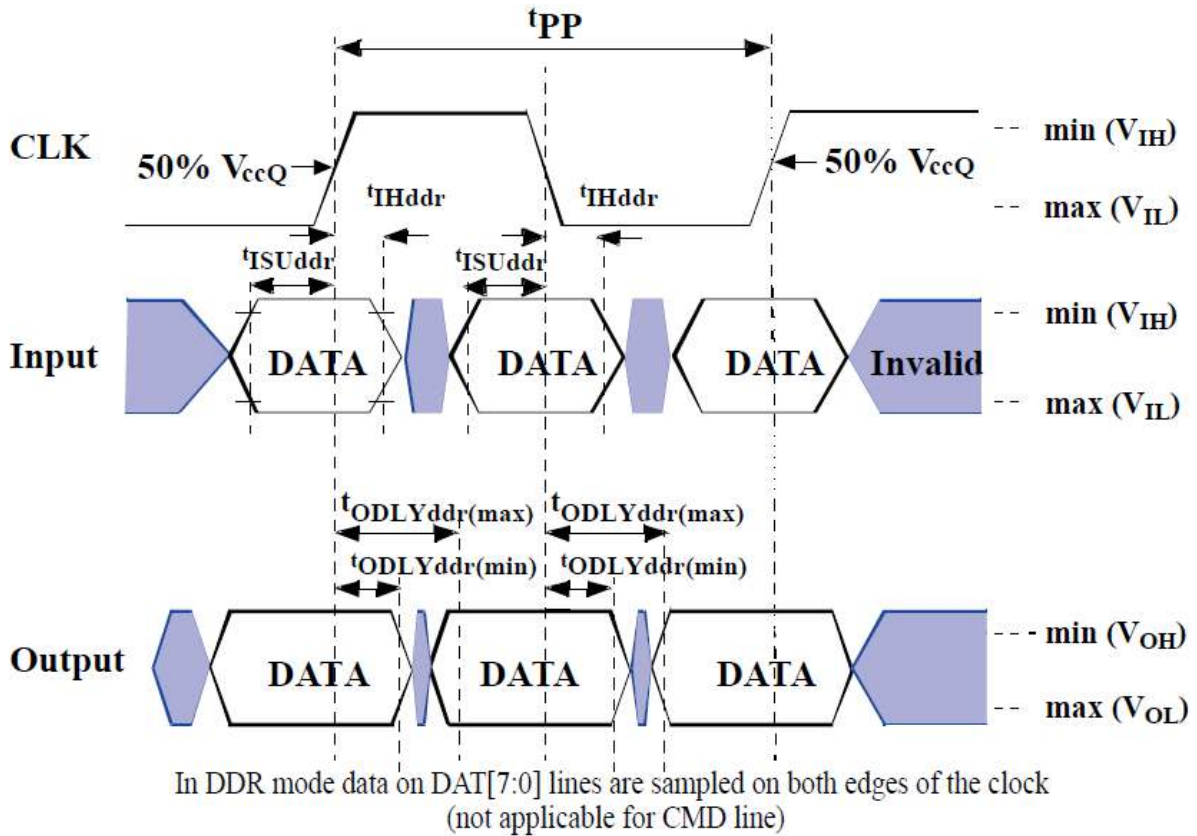 tPP
CLK
50% VccQ
50% VccQ
min (VIH)
max (VIL)
tIHddr
tIHddr
tISUddr
tISUddr
Input
DATA
DATA
DATA
Invalid
min (VIH)
max (VIL)
tODLYddr(max)
tODLYddr(max)
tODLYddr(min)
tODLYddr(min)
Output
DATA
DATA
DATA
min (VOH)
max (VOL)
In DDR mode data on DAT[7:0] lines are sampled on both edges of the clock
(not applicable for CMD line)